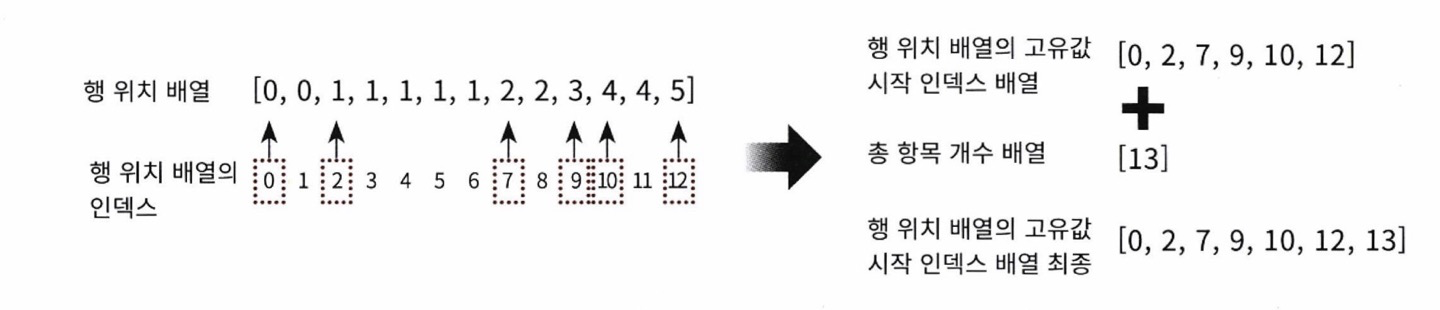 행 위치 배열 [0, 0, 1, 1, 1, 1, 1, 2, 2, 3, 4, 4, 5]
행 위치 배열의
인덱스
0 1 2 3 4 5 6 7 8 9 10 11 12
행 위치 배열의 고유값
시작 인덱스 배열
[0, 2, 7, 9, 10, 12]
+
총 항목 개수 배열 [13]
행 위치 배열의 고유값
시작 인덱스 배열 최종
[0, 2, 7, 9, 10, 12, 13]